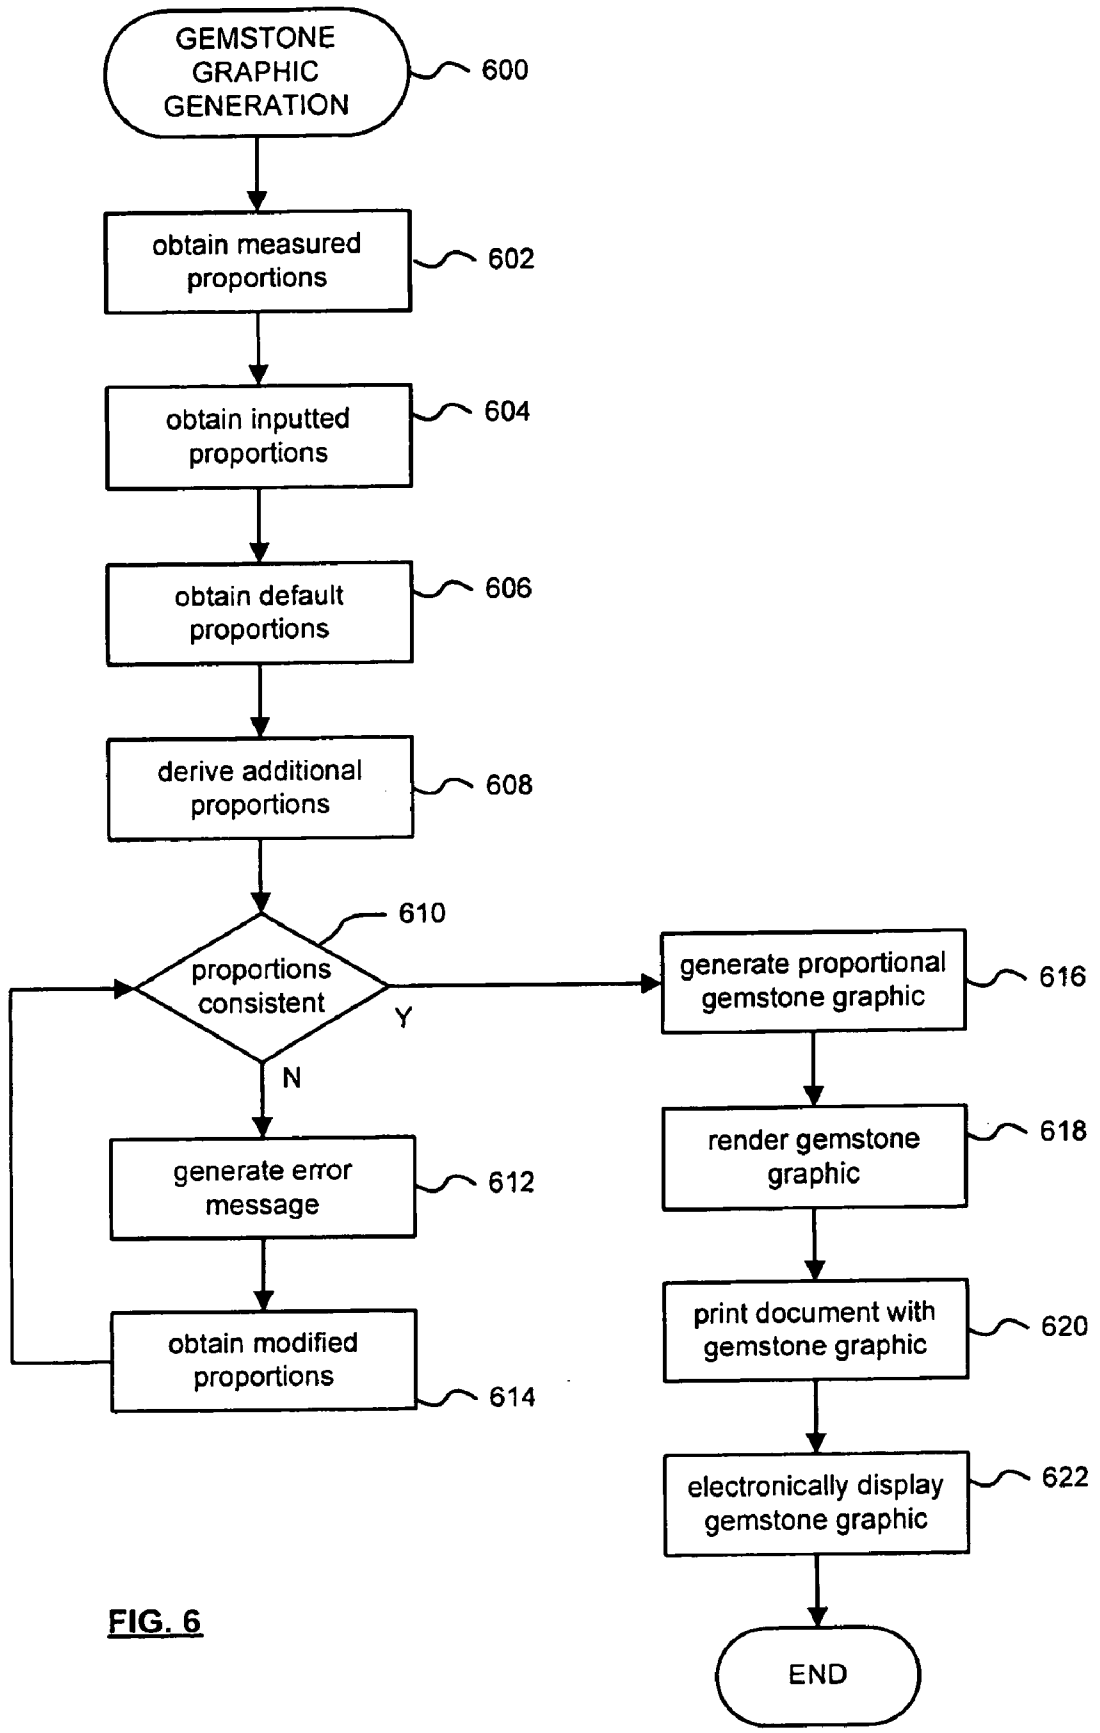 GEMSTONE
GRAPHIC
GENERATION
600
obtain measured
proportions
602
obtain inputted
proportions
604
obtain default
proportions
606
derive additional
proportions
608
610
proportions
consistent
Y
N
generate error
message
612
obtain modified
proportions
614
generate proportional
gemstone graphic
616
render gemstone
graphic
618
print document with
gemstone graphic
620
electronically display
gemstone graphic
622
END
FIG. 6